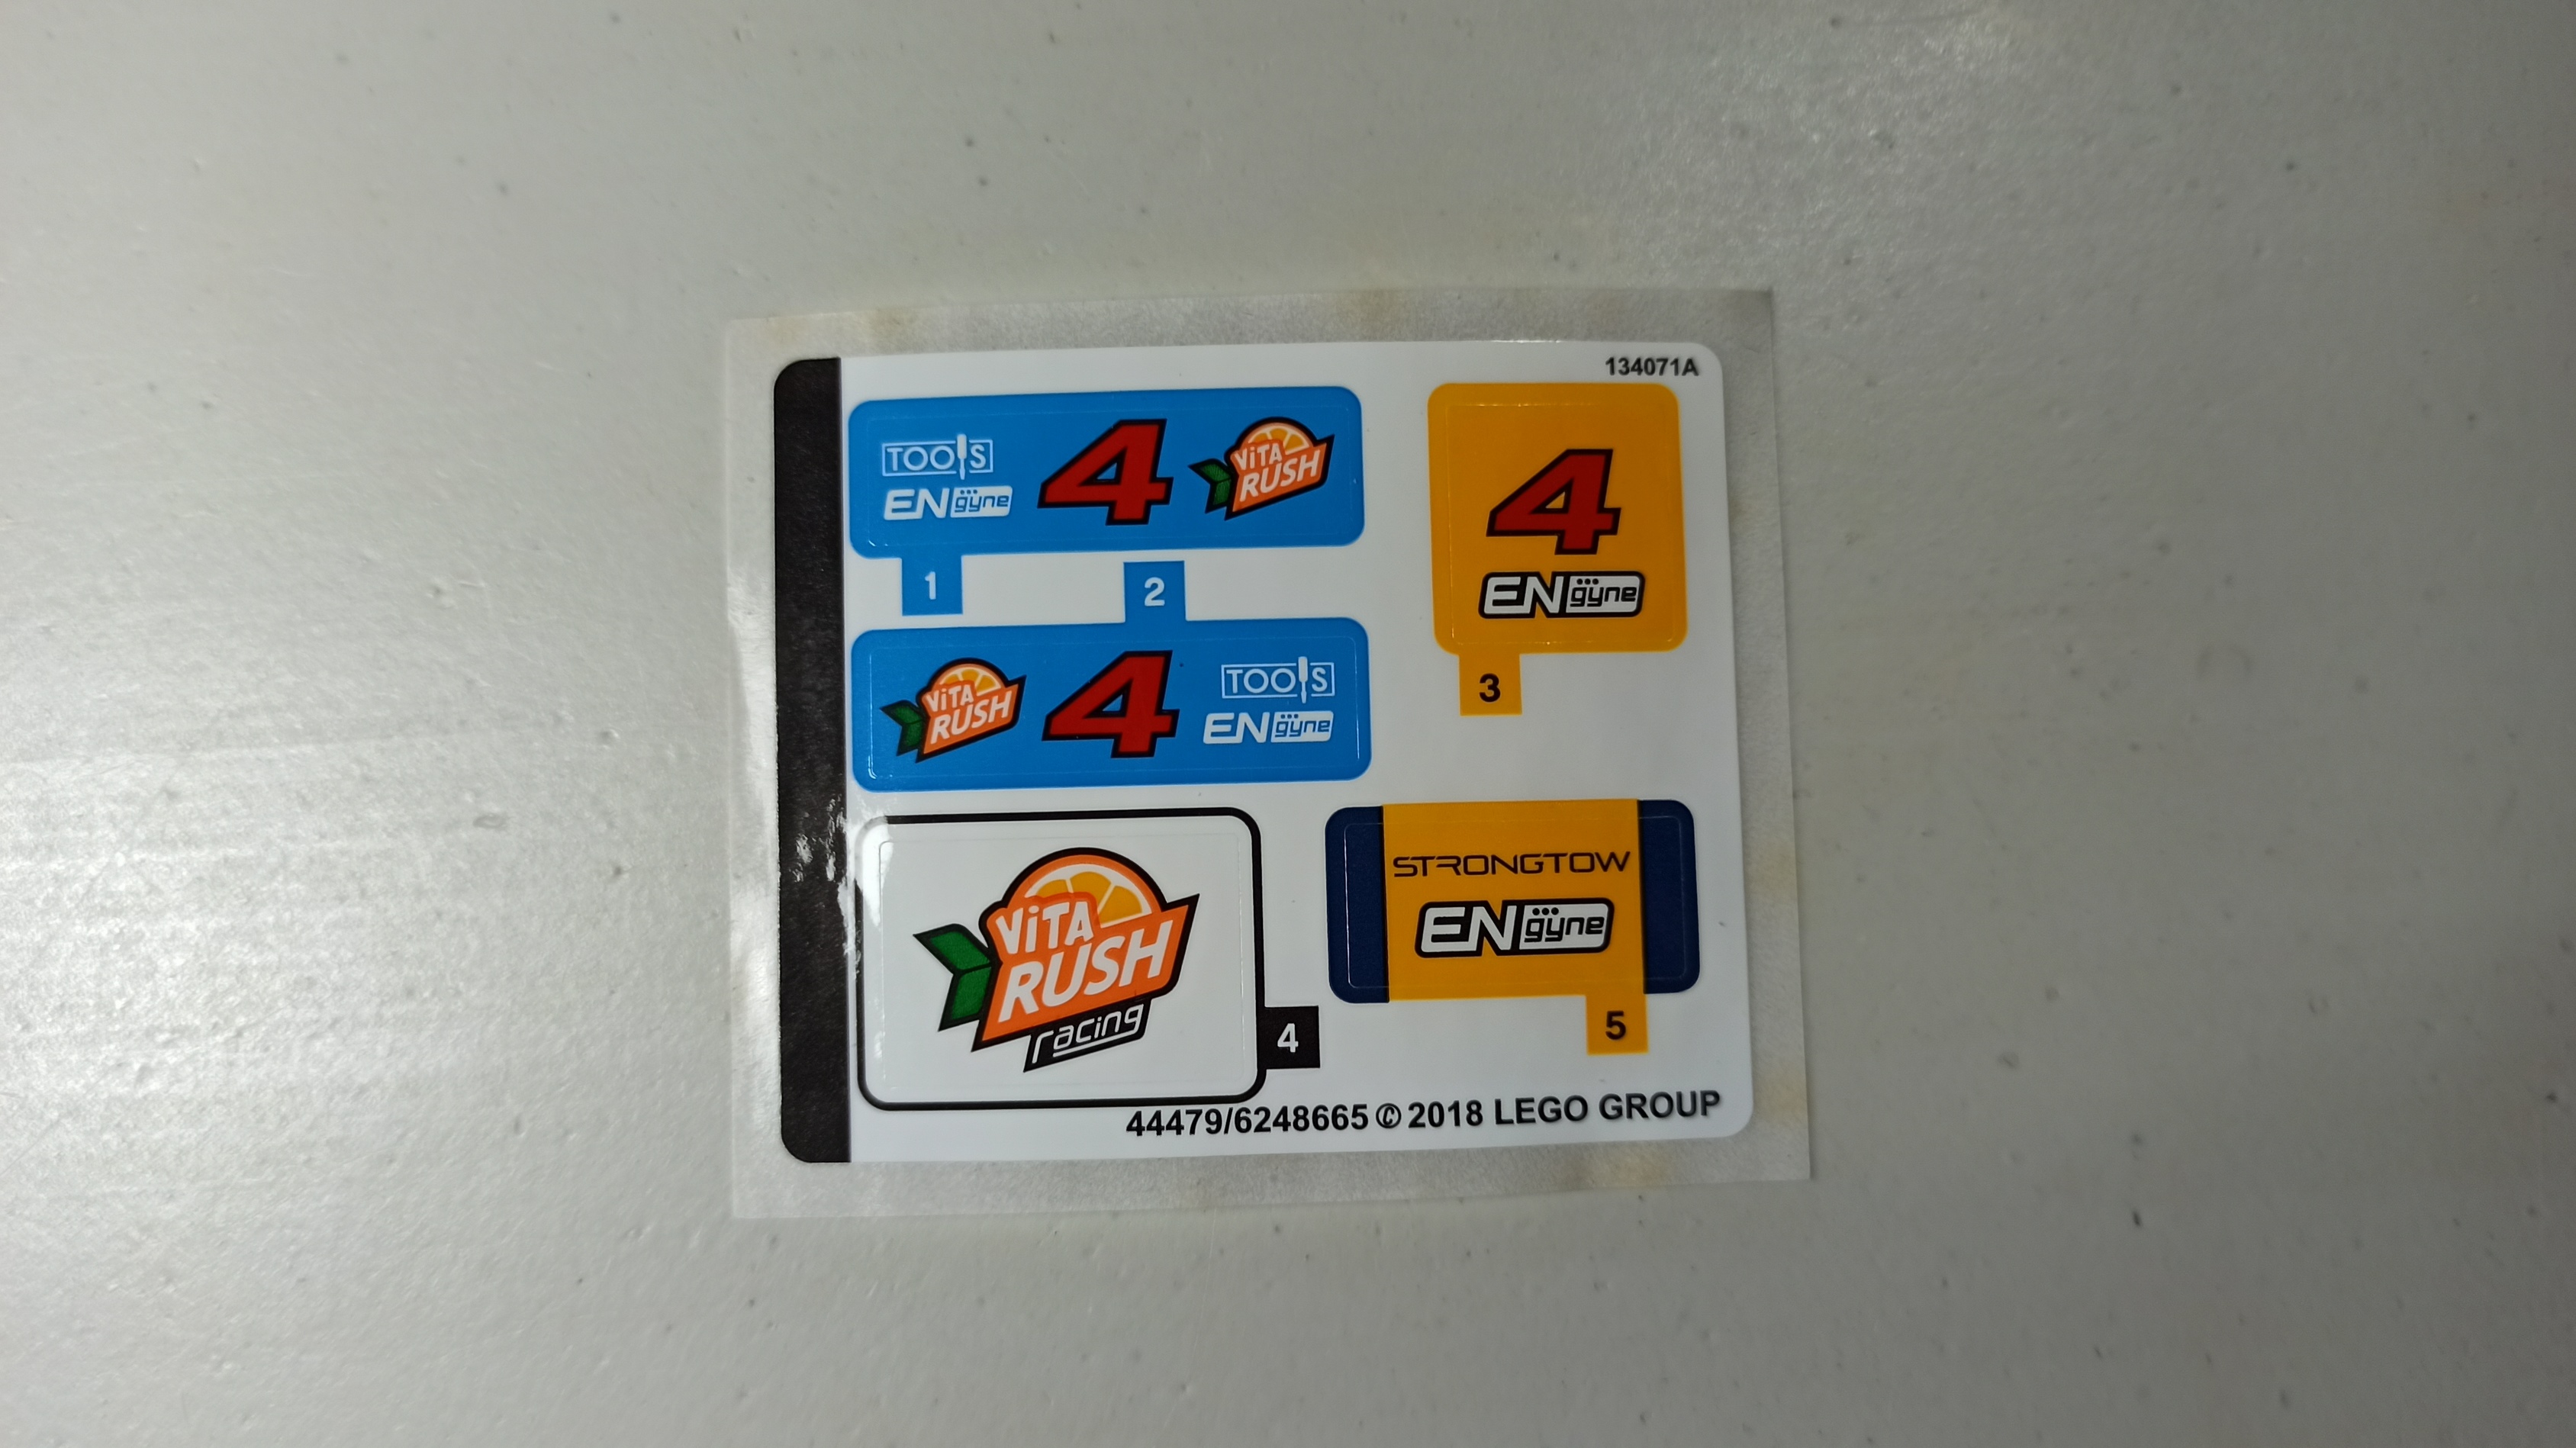 134071A
TOOLS
ENgyne
4
ViTA
RUSH
1
2
ViTA
RUSH
4
TOOLS
ENgyne
4
ENgyne
3
ViTA
RUSH
racing
4
STRONGTOW
ENgyne
5
44479/6248665 © 2018 LEGO GROUP